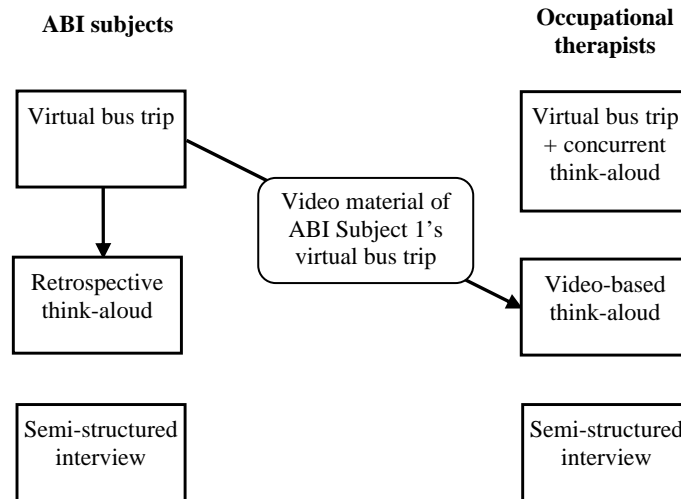 ABI subjects
Occupational
therapists
Virtual bus trip
Virtual bus trip
+ concurrent
think-aloud
Video material of
ABI Subject 1’s
virtual bus trip
Retrospective
think-aloud
Video-based
think-aloud
Semi-structured
interview
Semi-structured
interview